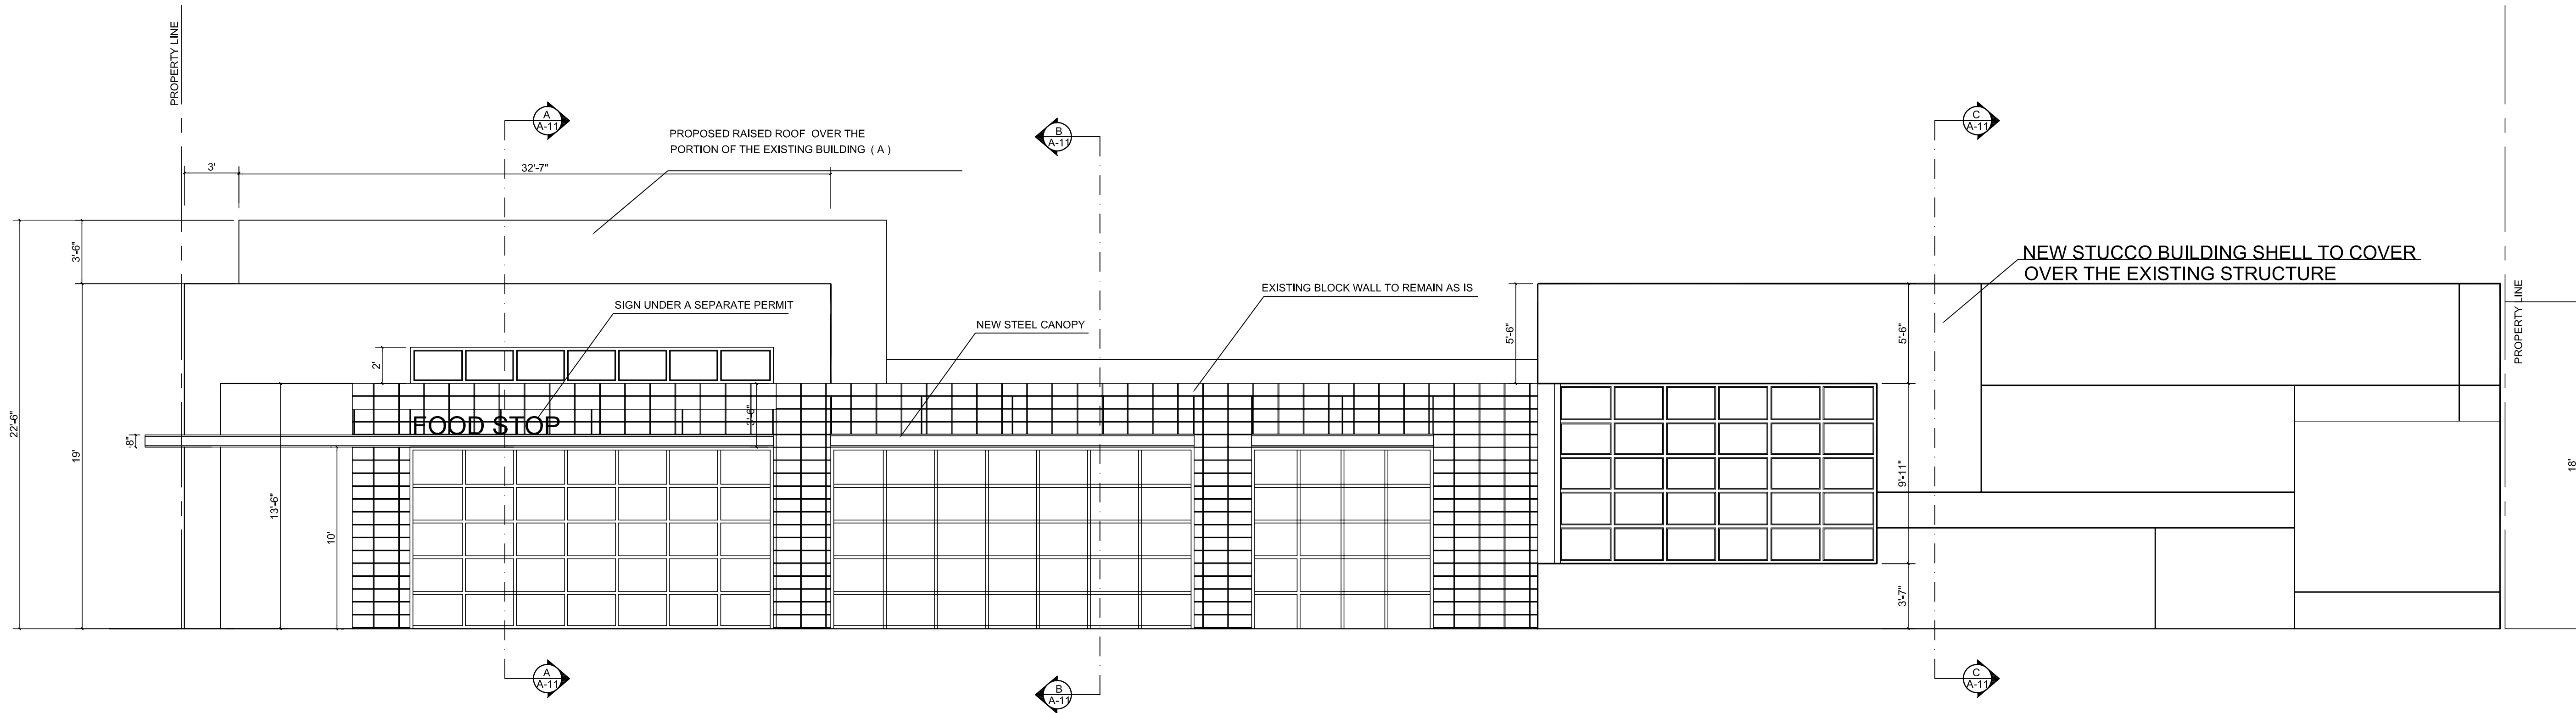 PROPERTY LINE
A
A-11
B
A-11
C
A-11
PROPOSED RAISED ROOF OVER THE
PORTION OF THE EXISTING BUILDING ( A )
3'
32'-7"
3'-6"
NEW STUCCO BUILDING SHELL TO COVER
OVER THE EXISTING STRUCTURE
EXISTING BLOCK WALL TO REMAIN AS IS
SIGN UNDER A SEPARATE PERMIT
NEW STEEL CANOPY
PROPERTY LINE
5'-6"
5'-6"
2'
FOOD STOP
3'-6"
22'-6"
8"
19'
13'-6"
10'
9'-11"
18'
3'-7"
A
A-11
B
A-11
C
A-11